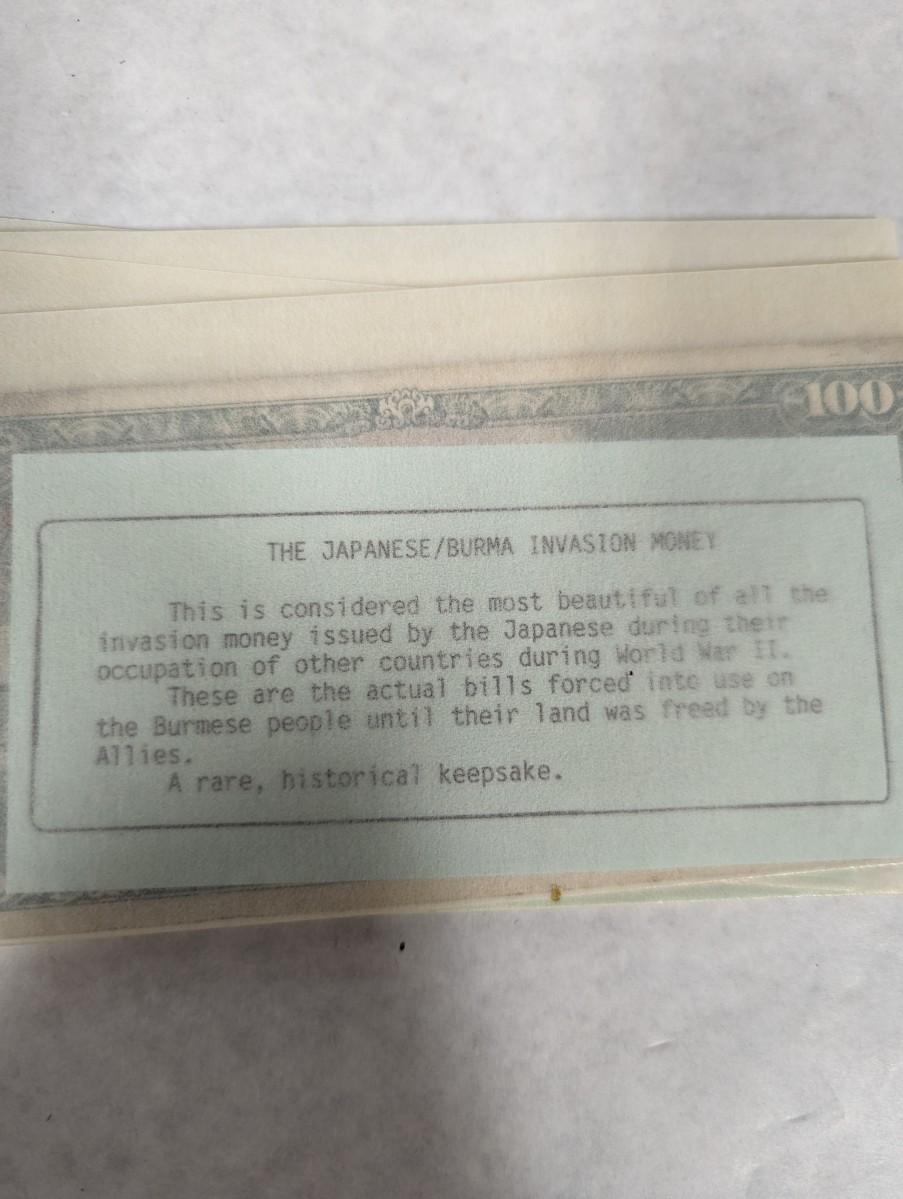 100
THE JAPANESE/BURMA INVASION MONEY
This is considered the most beautiful of all the
invasion money issued by the Japanese during their
occupation of other countries during World War II.
These are the actual bills forced into use on
the Burmese people until their land was freed by the
Allies.
A rare, historical keepsake.